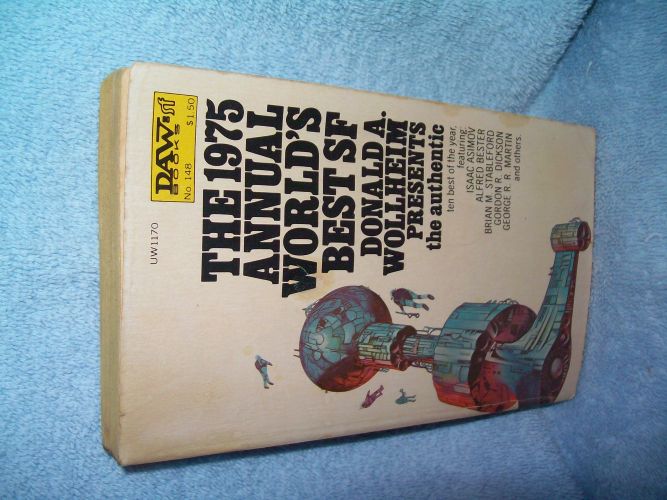 UW1170
DAW=sf
BOOKS
No 148 $1.50
THE 1975
ANNUAL
WORLD'S
BEST SF
DONALD A.
WOLLHEIM
PRESENTS
the authentic
ten best of the year,
featuring:
ISAAC ASIMOV
ALFRED BESTER
BRIAN M. STABLEFORD
GORDON R. DICKSON
GEORGE R. R. MARTIN
and others.